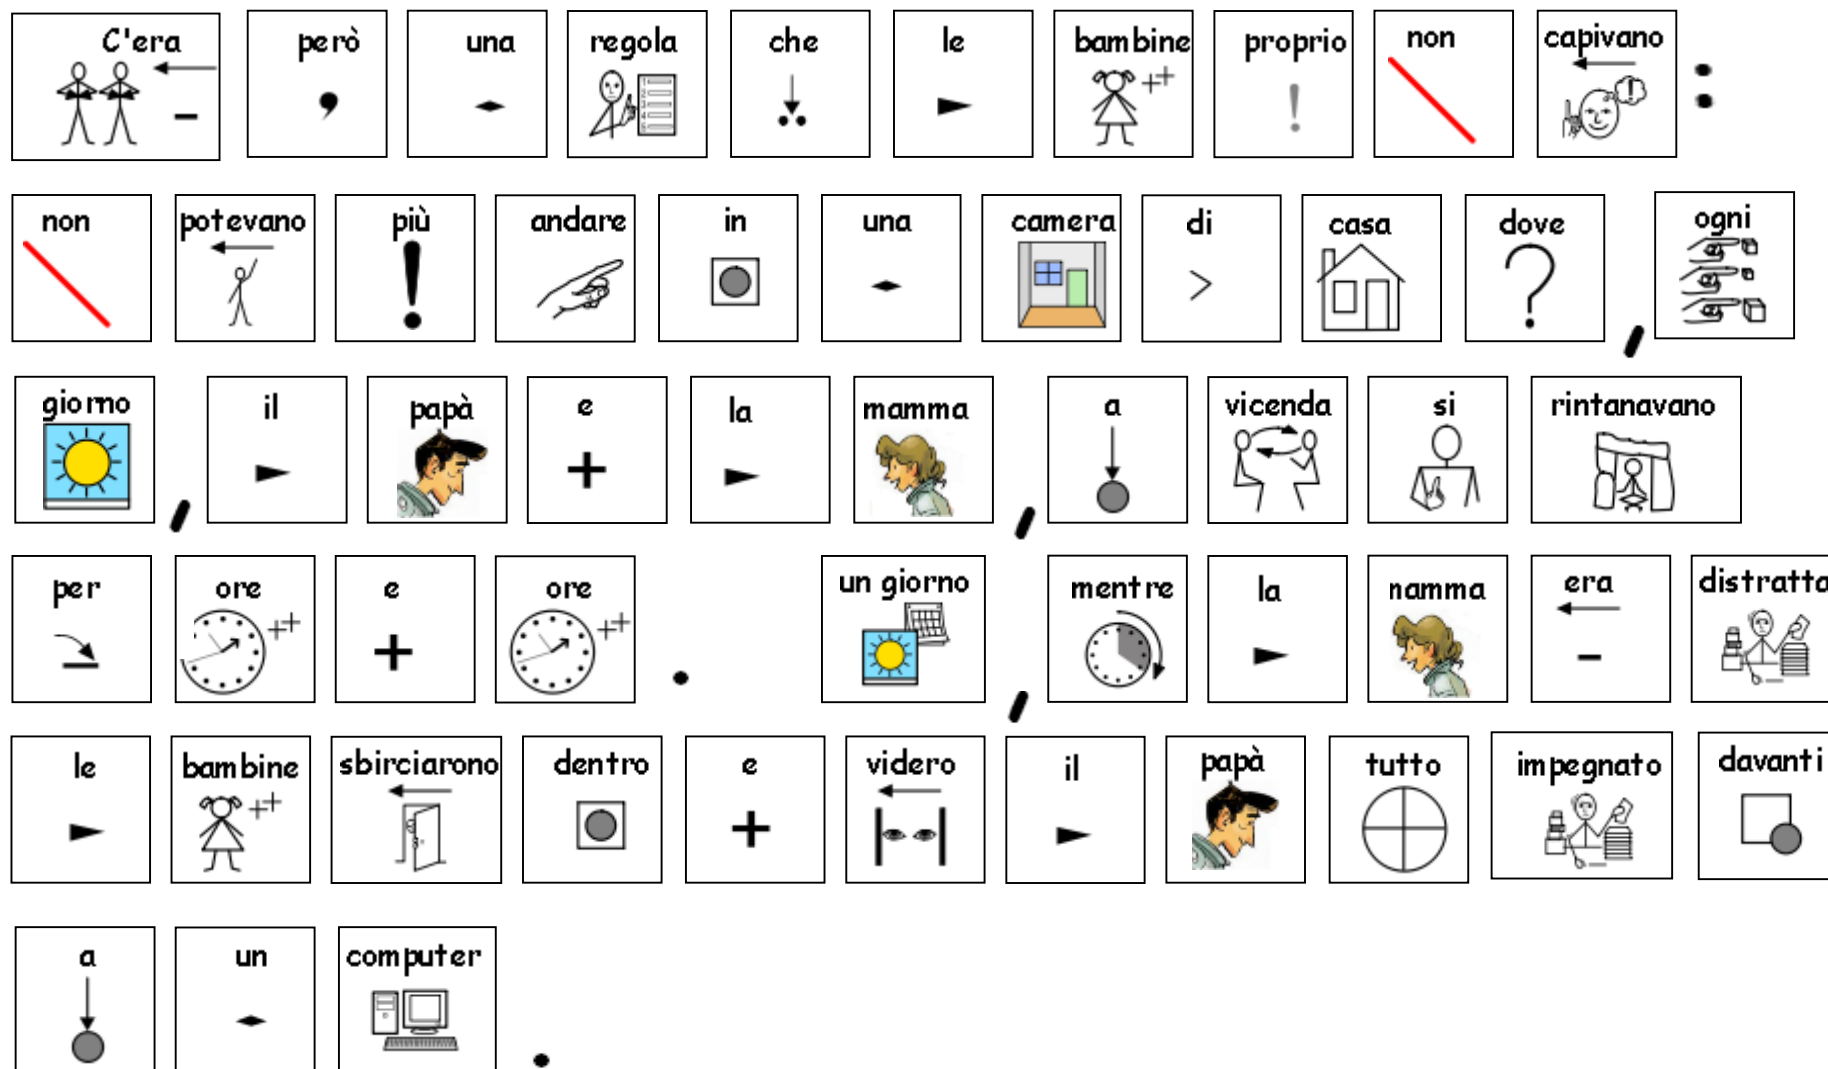 C'era però una regola che le bambine proprio non capivano :
non potevano più andare in una camera di casa dove , ogni
giorno , il papà e la mamma , a vicenda si rintanavano
per ore e ore . un giorno , mentre la mamma era distratta
le bambine sbirciarono dentro e videro il papà tutto impegnato davanti
a un computer .